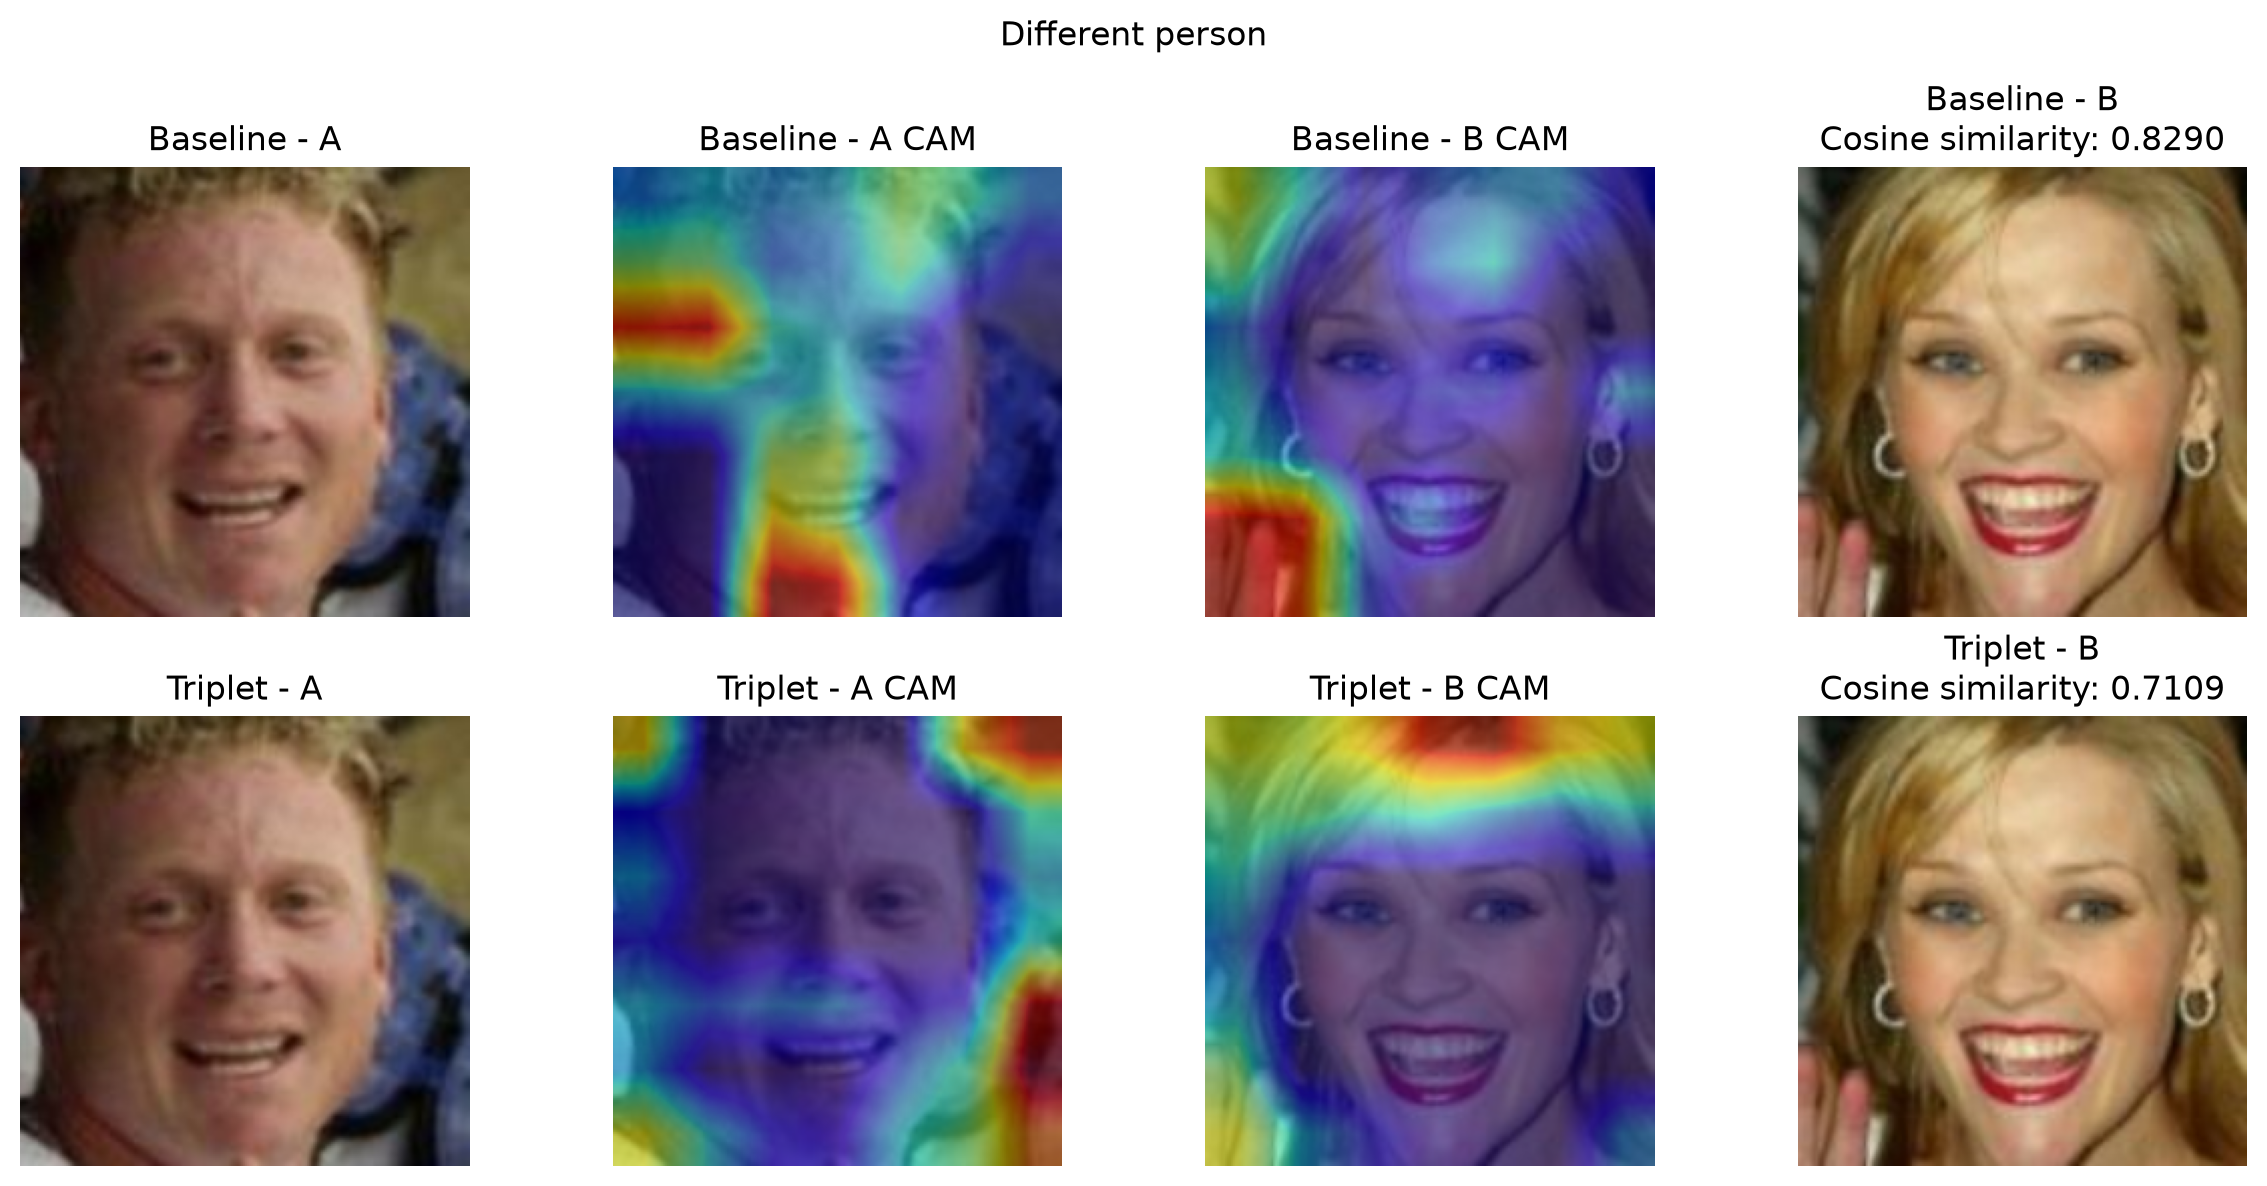 Different person
Baseline - A
Baseline - A CAM
Baseline - B CAM
Baseline - B
Cosine similarity: 0.8290
Triplet - A
Triplet - A CAM
Triplet - B CAM
Triplet - B
Cosine similarity: 0.7109